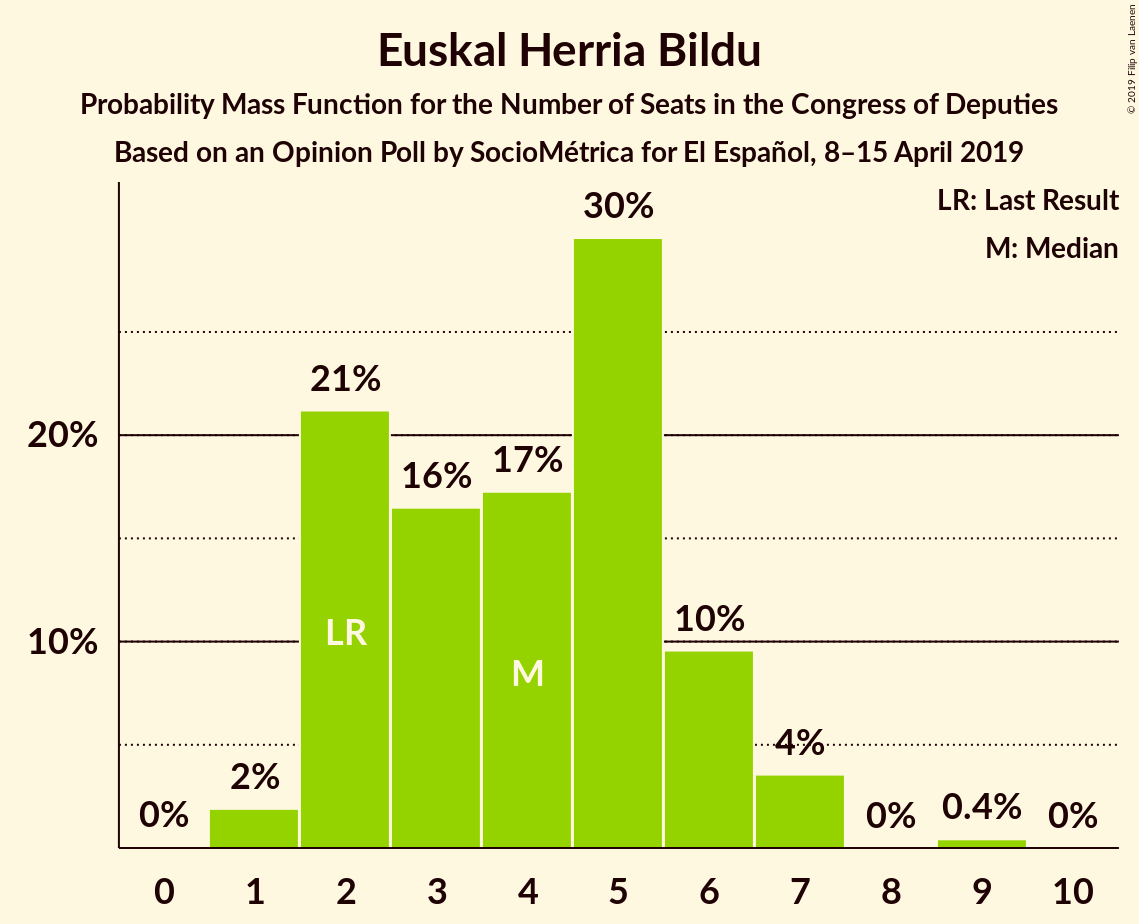 Euskal Herria Bildu
Probability Mass Function for the Number of Seats in the Congress of Deputies
Based on an Opinion Poll by SocioMétrica for El Español, 8–15 April 2019
© 2019 Filip van Laenen
LR: Last Result
M: Median
30%
21%
20%
17%
16%
10%
10%
LR
M
4%
2%
0%
0%
0.4%
0%
0 1 2 3 4 5 6 7 8 9 10